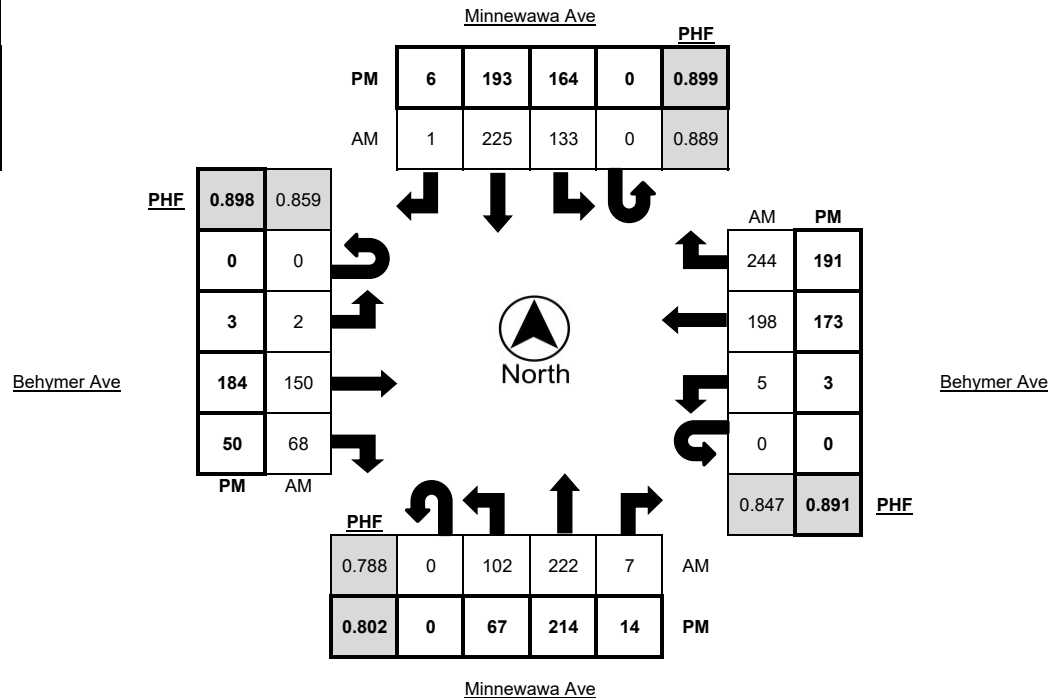 Minnewawa Ave
PHF
PM 6 193 164 0 0.899
AM 1 225 133 0 0.889
PHF 0.898 0.859
AM PM
0 0
244 191
3 2
198 173
North
Behymer Ave 184 150
5 3 Behymer Ave
50 68
0 0
PM AM
0.847 0.891 PHF
PHF
0.788 0 102 222 7 AM
0.802 0 67 214 14 PM
Minnewawa Ave